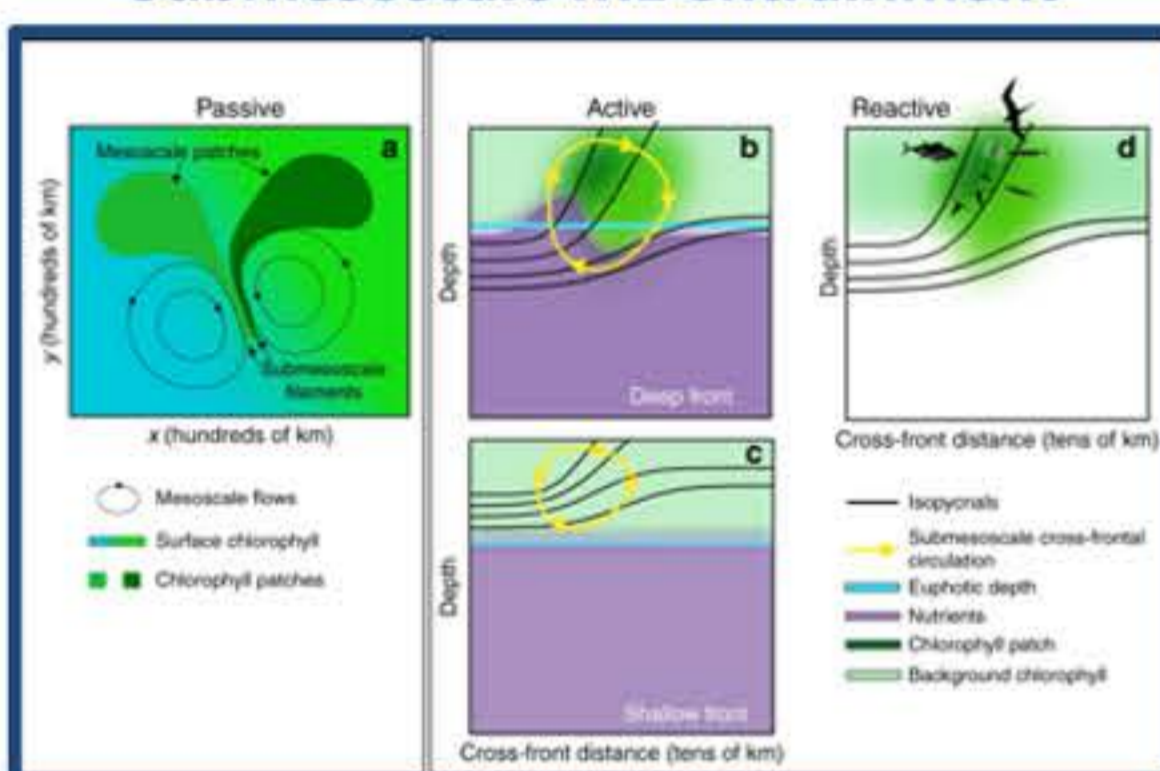 Passive
a
Mesoscale patches
Submesoscale
filaments
y (hundreds of km)
x (hundreds of km)
Mesoscale flows
Surface chlorophyll
Chlorophyll patches
Active
b
Depth
Deep front
c
Depth
Shallow front
Cross-front distance (tens of km)
Reactive
d
Depth
Cross-front distance (tens of km)
Isopycnals
Submesoscale cross-frontal
circulation
Euphotic depth
Nutrients
Chlorophyll patch
Background chlorophyll